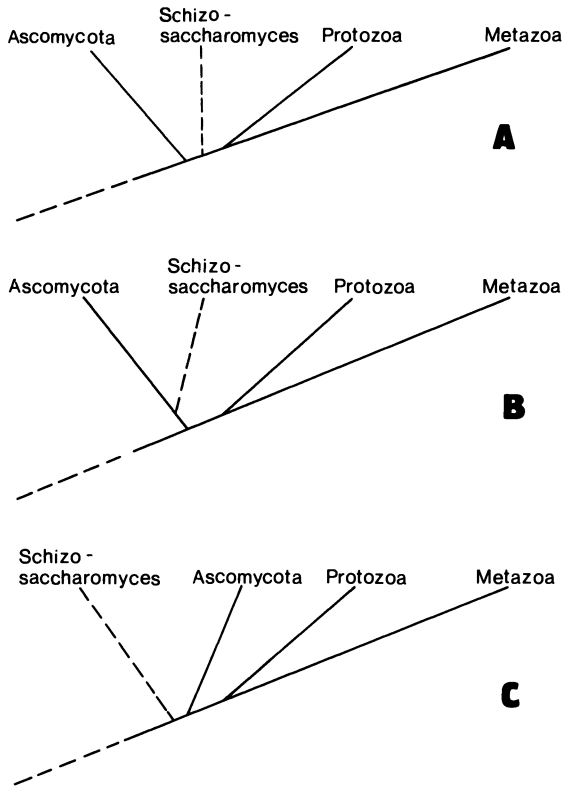 Schizo-
Ascomycota saccharomyces Protozoa Metazoa
A
Schizo-
Ascomycota saccharomyces Protozoa Metazoa
B
Schizo-
saccharomyces Ascomycota Protozoa Metazoa
C